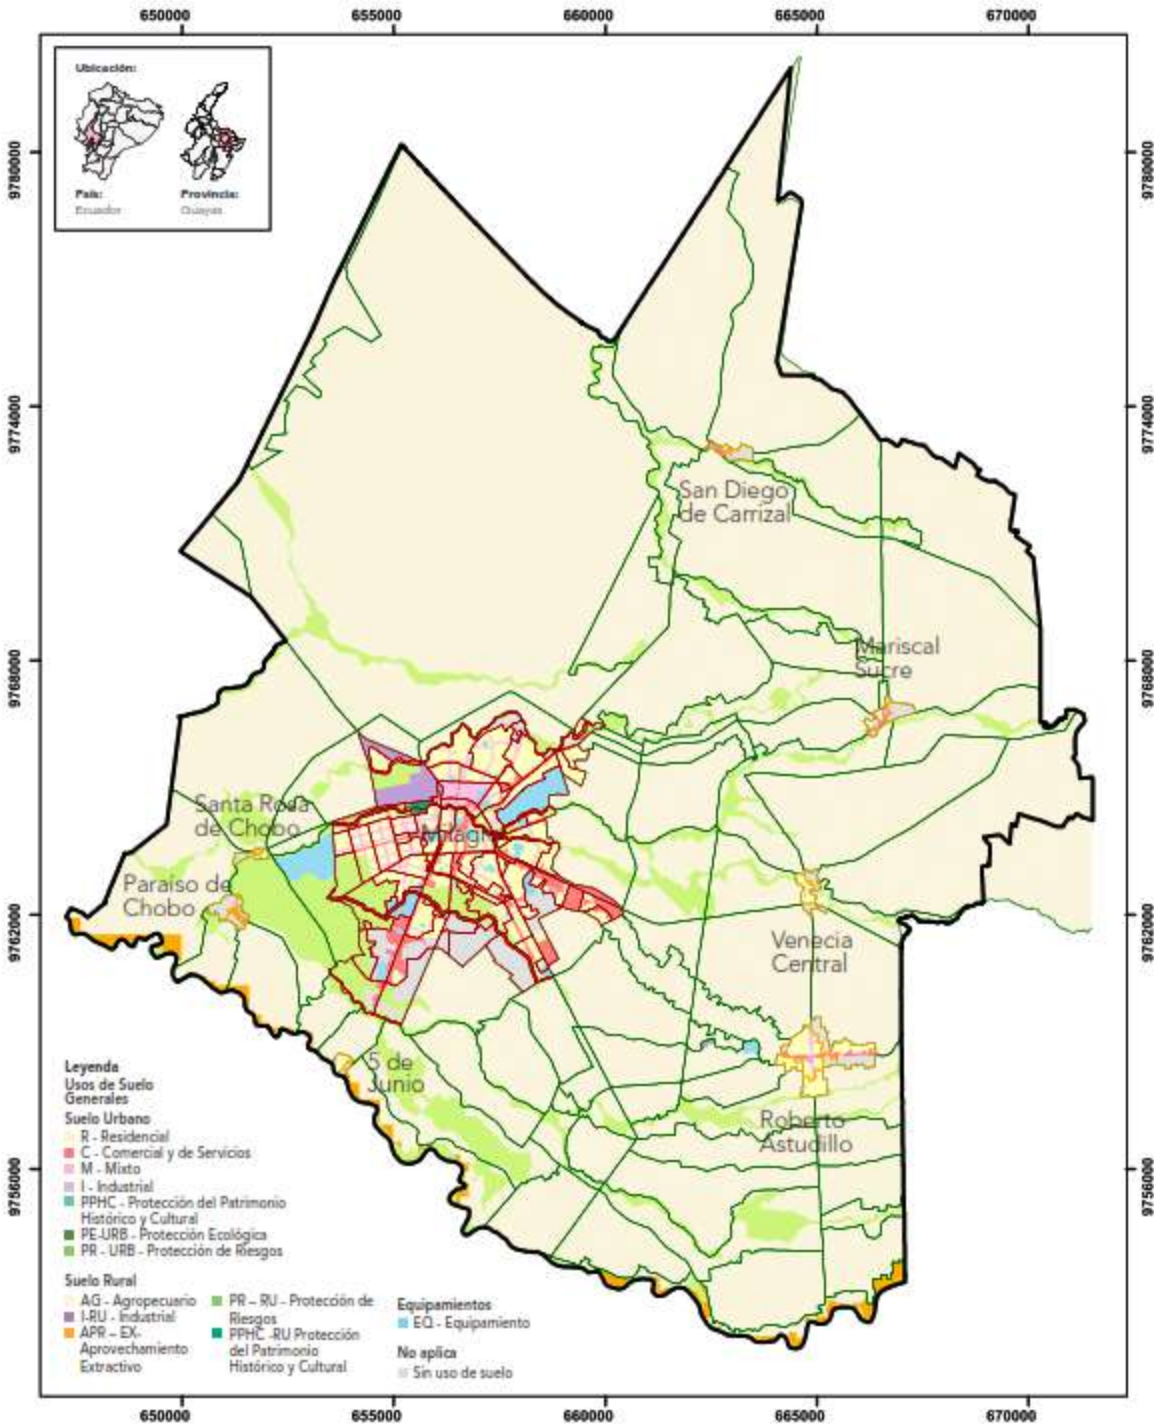 650000 655000 660000 665000 670000
Ubicación:
País:
Ecuador
Provincia:
Guayas
9780000
9780000
9774000
9774000
San Diego
de Carrizal
Mariscal
Sucre
9768000
9768000
Santa Rosa
de Chobo
Milagro
Paraíso de
Chobo
9762000
9762000
Venecia
Central
5 de
Junio
Roberto
Astudillo
9756000
9756000
Leyenda
Usos de Suelo
Generales
Suelo Urbano
R - Residencial
C - Comercial y de Servicios
M - Mixto
I - Industrial
PPHC - Protección del Patrimonio
Histórico y Cultural
PE-URB - Protección Ecológica
PR - URB - Protección de Riesgos
Suelo Rural
AG - Agropecuario
I-RU - Industrial
APR – EX-
Aprovechamiento
Extractivo
PR – RU - Protección de
Riesgos
PPHC -RU Protección
del Patrimonio
Histórico y Cultural
Equipamientos
EQ - Equipamiento
No aplica
Sin uso de suelo
650000 655000 660000 665000 670000